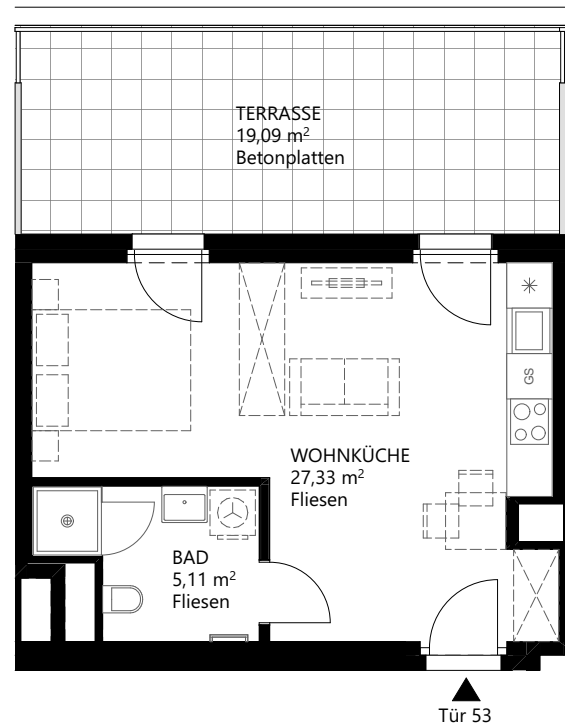 TERRASSE
19,09 m²
Betonplatten
GS
WOHNKÜCHE
27,33 m²
Fliesen
BAD
5,11 m²
Fliesen
Tür 53